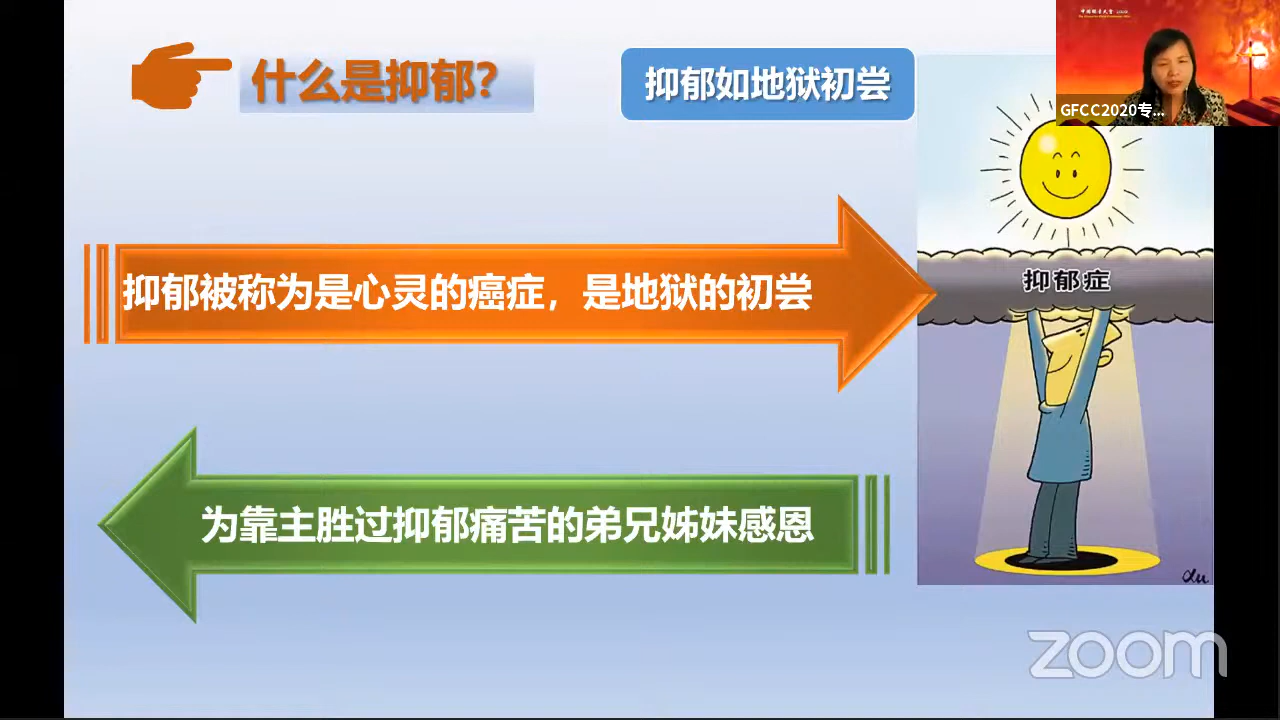 什么是抑郁?
抑郁如地狱初尝
GFCC2020专...
抑郁被称为是心灵的癌症，是地狱的初尝
抑郁症
为靠主胜过抑郁痛苦的弟兄姊妹感恩
zoom